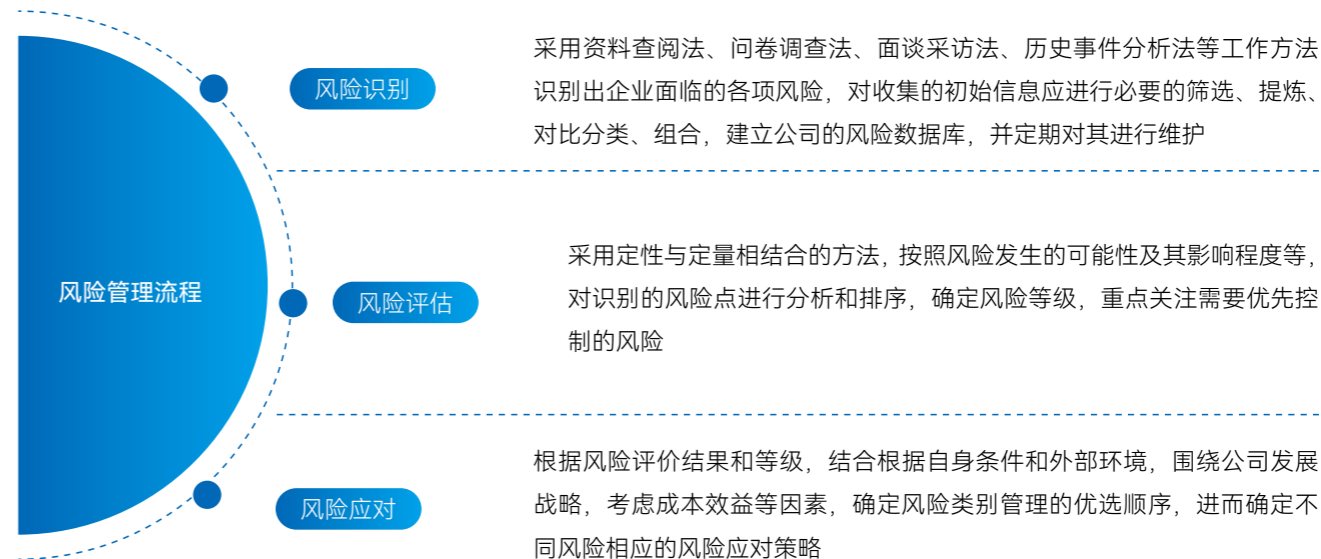 风险管理流程
风险识别
采用资料查阅法、问卷调查法、面谈采访法、历史事件分析法等工作方法
识别出企业面临的各项风险，对收集的初始信息应进行必要的筛选、提炼、
对比分类、组合，建立公司的风险数据库，并定期对其进行维护
风险评估
采用定性与定量相结合的方法，按照风险发生的可能性及其影响程度等，
对识别的风险点进行分析和排序，确定风险等级，重点关注需要优先控
制的风险
风险应对
根据风险评价结果和等级，结合根据自身条件和外部环境，围绕公司发展
战略，考虑成本效益等因素，确定风险类别管理的优选顺序，进而确定不
同风险相应的风险应对策略